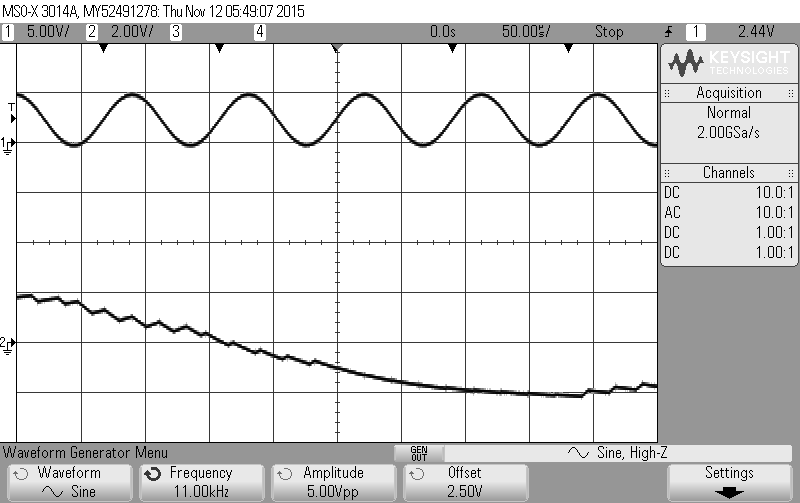 MSO-X 3014A, MY52491278: Thu Nov 12 05:49:07 2015
1 5.00V/ 2 2.00V/ 3 4 0.0s 50.00us/ Stop 1 2.44V
KEYSIGHT
TECHNOLOGIES
Acquisition
Normal
2.00GSa/s
Channels
DC 10.0:1
AC 10.0:1
DC 1.00:1
DC 1.00:1
T
1
2
Waveform Generator Menu
GEN
OUT
Sine, High-Z
Waveform
Sine
Frequency
11.00kHz
Amplitude
5.00Vpp
Offset
2.50V
Settings